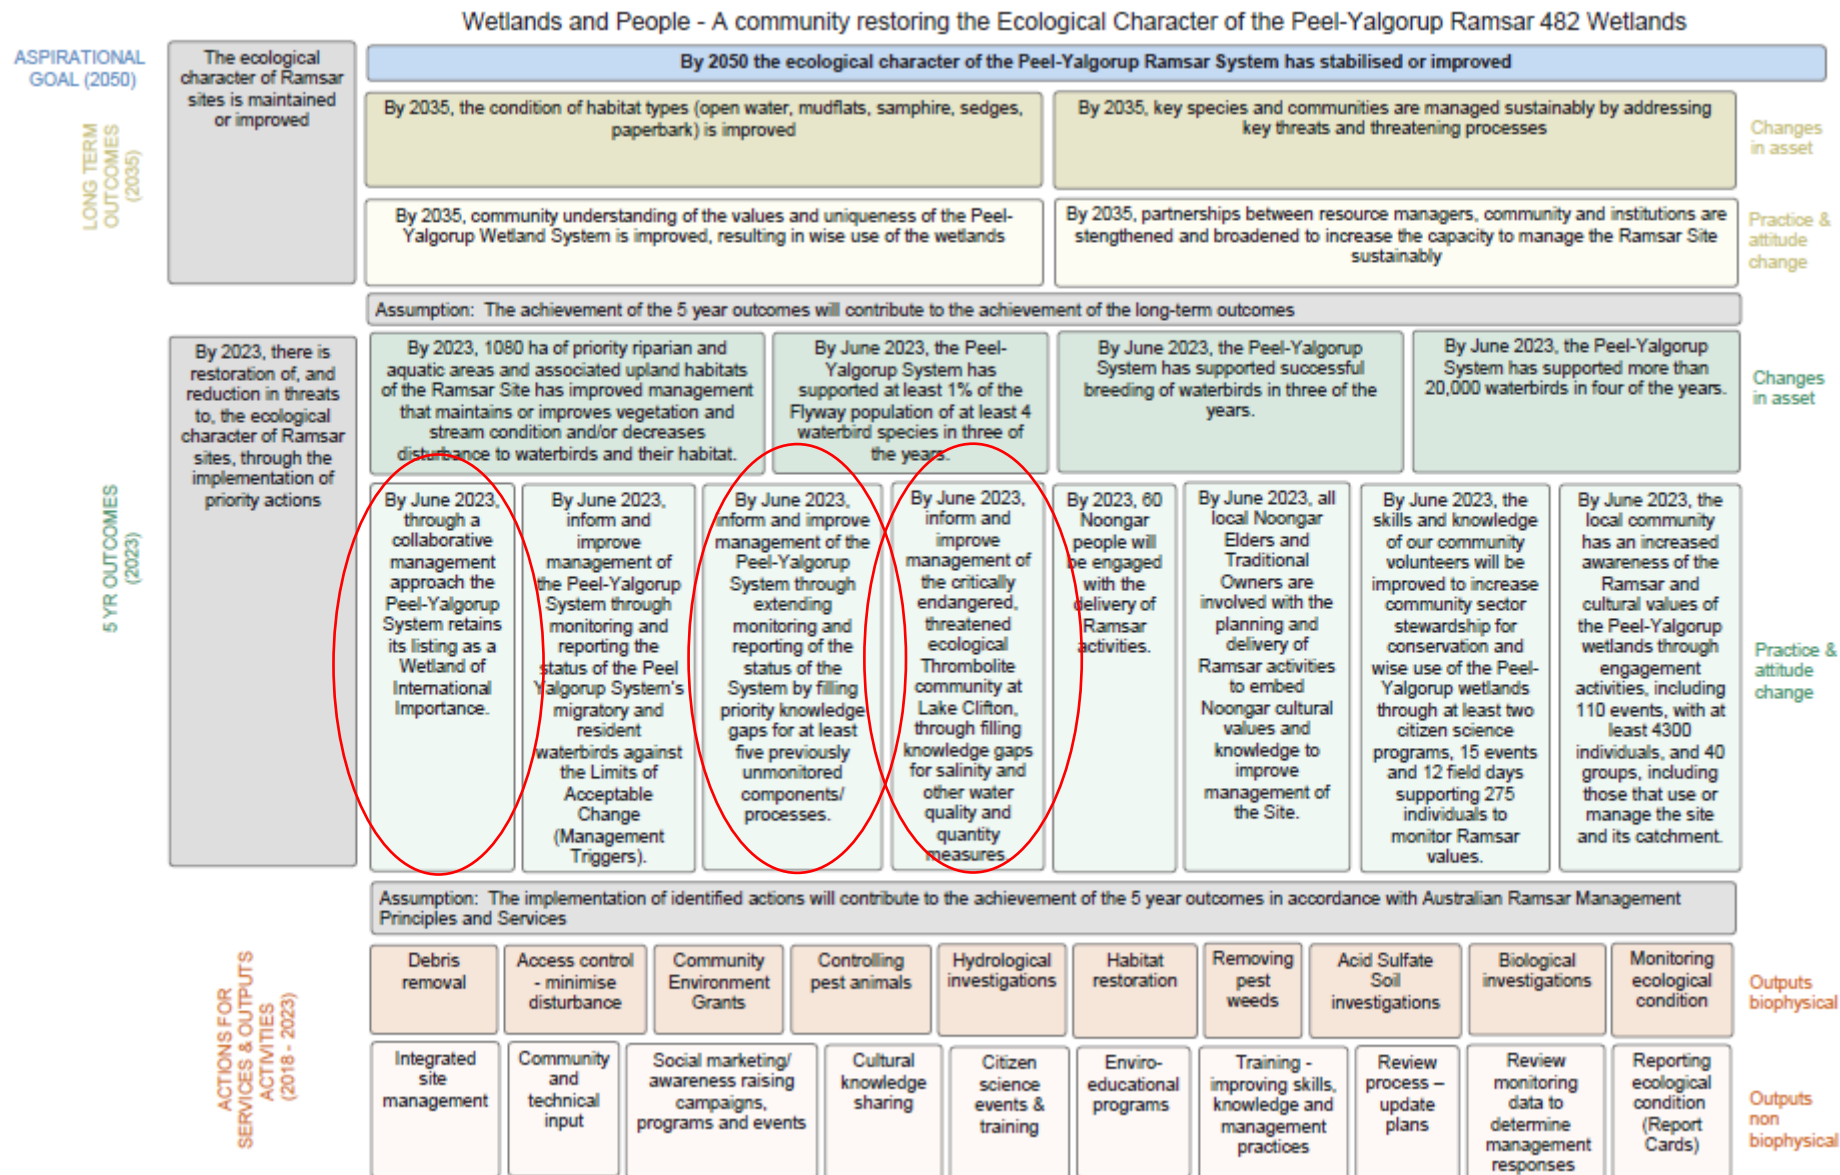 Wetlands and People - A community restoring the Ecological Character of the Peel-Yalgorup Ramsar 482 Wetlands
ASPIRATIONAL
GOAL (2050)
The ecological
character of Ramsar
sites is maintained
or improved
By 2050 the ecological character of the Peel-Yalgorup Ramsar System has stabilised or improved
LONG TERM
OUTCOMES
(2035)
By 2035, the condition of habitat types (open water, mudflats, samphire, sedges,
paperbark) is improved
By 2035, key species and communities are managed sustainably by addressing
key threats and threatening processes
Changes
in asset
By 2035, community understanding of the values and uniqueness of the Peel-
Yalgorup Wetland System is improved, resulting in wise use of the wetlands
By 2035, partnerships between resource managers, community and institutions are
stengthened and broadened to increase the capacity to manage the Ramsar Site
sustainably
Practice &
attitude
change
Assumption: The achievement of the 5 year outcomes will contribute to the achievement of the long-term outcomes
5 YR OUTCOMES
(2023)
By 2023, there is
restoration of, and
reduction in threats
to, the ecological
character of Ramsar
sites, through the
implementation of
priority actions
By 2023, 1080 ha of priority riparian and
aquatic areas and associated upland habitats
of the Ramsar Site has improved management
that maintains or improves vegetation and
stream condition and/or decreases
disturbance to waterbirds and their habitat.
By June 2023, the Peel-
Yalgorup System has
supported at least 1% of the
Flyway population of at least 4
waterbird species in three of
the years.
By June 2023, the Peel-Yalgorup
System has supported successful
breeding of waterbirds in three of the
years.
By June 2023, the Peel-Yalgorup
System has supported more than
20,000 waterbirds in four of the years.
Changes
in asset
By June 2023,
through a
collaborative
management
approach the
Peel-Yalgorup
System retains
its listing as a
Wetland of
International
Importance.
By June 2023,
inform and
improve
management of
the Peel-Yalgorup
System through
monitoring and
reporting the
status of the Peel
Yalgorup System's
migratory and
resident
waterbirds against
the Limits of
Acceptable
Change
(Management
Triggers).
By June 2023,
inform and improve
management of the
Peel-Yalgorup
System through
extending
monitoring and
reporting of the
status of the
System by filling
priority knowledge
gaps for at least
five previously
unmonitored
components/
processes.
By June 2023,
inform and
improve
management of
the critically
endangered,
threatened
ecological
Thrombolite
community at
Lake Clifton,
through filling
knowledge gaps
for salinity and
other water
quality and
quantity
measures.
By 2023, 60
Noongar
people will
be engaged
with the
delivery of
Ramsar
activities.
By June 2023, all
local Noongar
Elders and
Traditional
Owners are
involved with the
planning and
delivery of
Ramsar activities
to embed
Noongar cultural
values and
knowledge to
improve
management of
the Site.
By June 2023, the
skills and knowledge
of our community
volunteers will be
improved to increase
community sector
stewardship for
conservation and
wise use of the Peel-
Yalgorup wetlands
through at least two
citizen science
programs, 15 events
and 12 field days
supporting 275
individuals to
monitor Ramsar
values.
By June 2023, the
local community
has an increased
awareness of the
Ramsar and
cultural values of
the Peel-Yalgorup
wetlands through
engagement
activities, including
110 events, with at
least 4300
individuals, and 40
groups, including
those that use or
manage the site
and its catchment.
Practice &
attitude
change
Assumption: The implementation of identified actions will contribute to the achievement of the 5 year outcomes in accordance with Australian Ramsar Management
Principles and Services
ACTIONS FOR
SERVICES & OUTPUTS
ACTIVITIES
(2018 - 2023)
Debris
removal
Access control
- minimise
disturbance
Community
Environment
Grants
Controlling
pest animals
Hydrological
investigations
Habitat
restoration
Removing
pest
weeds
Acid Sulfate
Soil
investigations
Biological
investigations
Monitoring
ecological
condition
Outputs
biophysical
Integrated
site
management
Community
and
technical
input
Social marketing/
awareness raising
campaigns,
programs and events
Cultural
knowledge
sharing
Citizen
science
events &
training
Enviro-
educational
programs
Training -
improving skills,
knowledge and
management
practices
Review
process –
update
plans
Review
monitoring
data to
determine
management
responses
Reporting
ecological
condition
(Report
Cards)
Outputs
non
biophysical